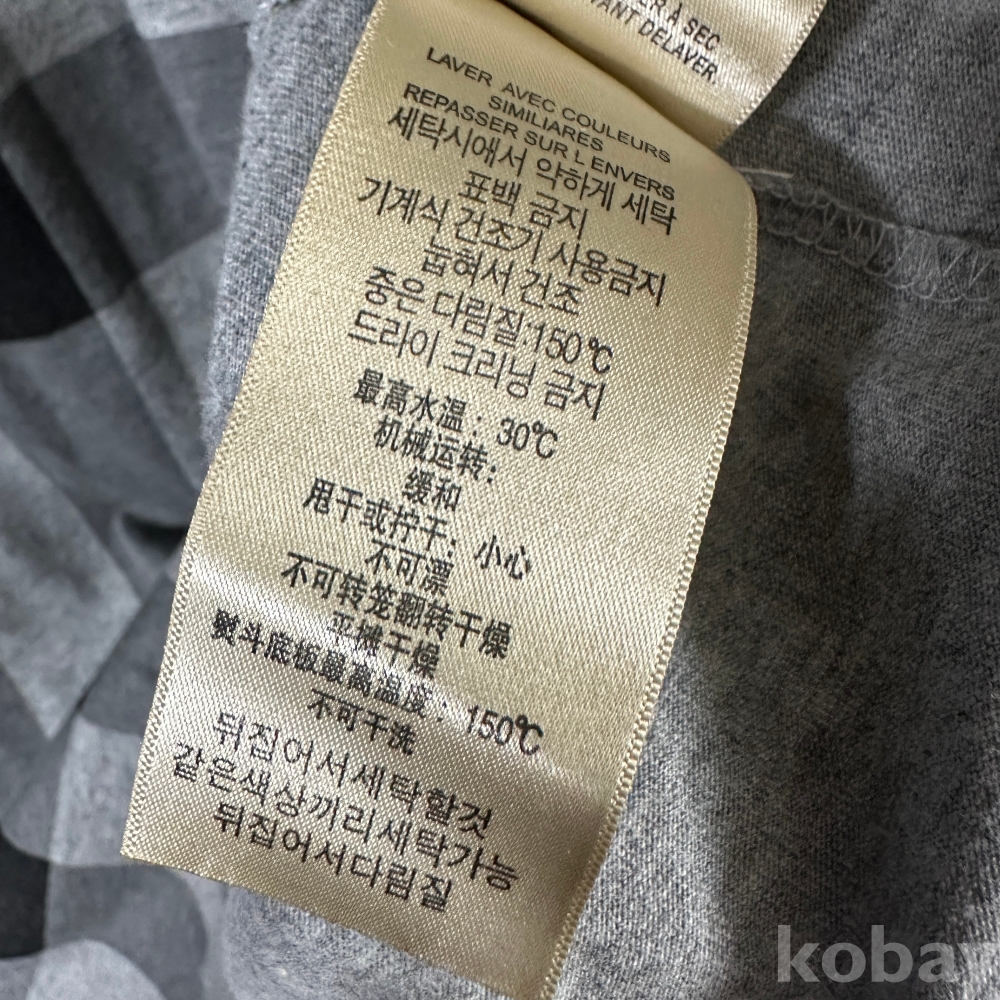 À SEC
AVANT DELAVER
LAVER AVEC COULEURS
SIMILIARES
REPASSER SUR L ENVERS
세탁시에서 약하게 세탁
표백 금지
기계식 건조기 사용금지
눕혀서 건조
중은 다림질:150℃
드리이 크리닝 금지
最高水温: 30℃
机械运转:
缓和
甩干或拧干: 小心
不可漂
不可转笼翻转干燥
平摊干燥
熨斗底板最高温度: 150℃
不可干洗
뒤집어서세탁할것
같은색상끼리세탁가능
뒤집어서다림질
kobar